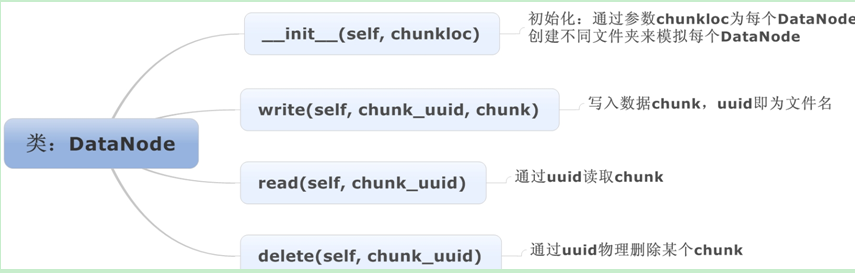 __init__(self, chunkloc)
初始化：通过参数chunkloc为每个DataNode
创建不同文件夹来模拟每个DataNode
write(self, chunk_uuid, chunk)
写入数据chunk，uuid即为文件名
类：DataNode
read(self, chunk_uuid)
通过uuid读取chunk
delete(self, chunk_uuid)
通过uuid物理删除某个chunk